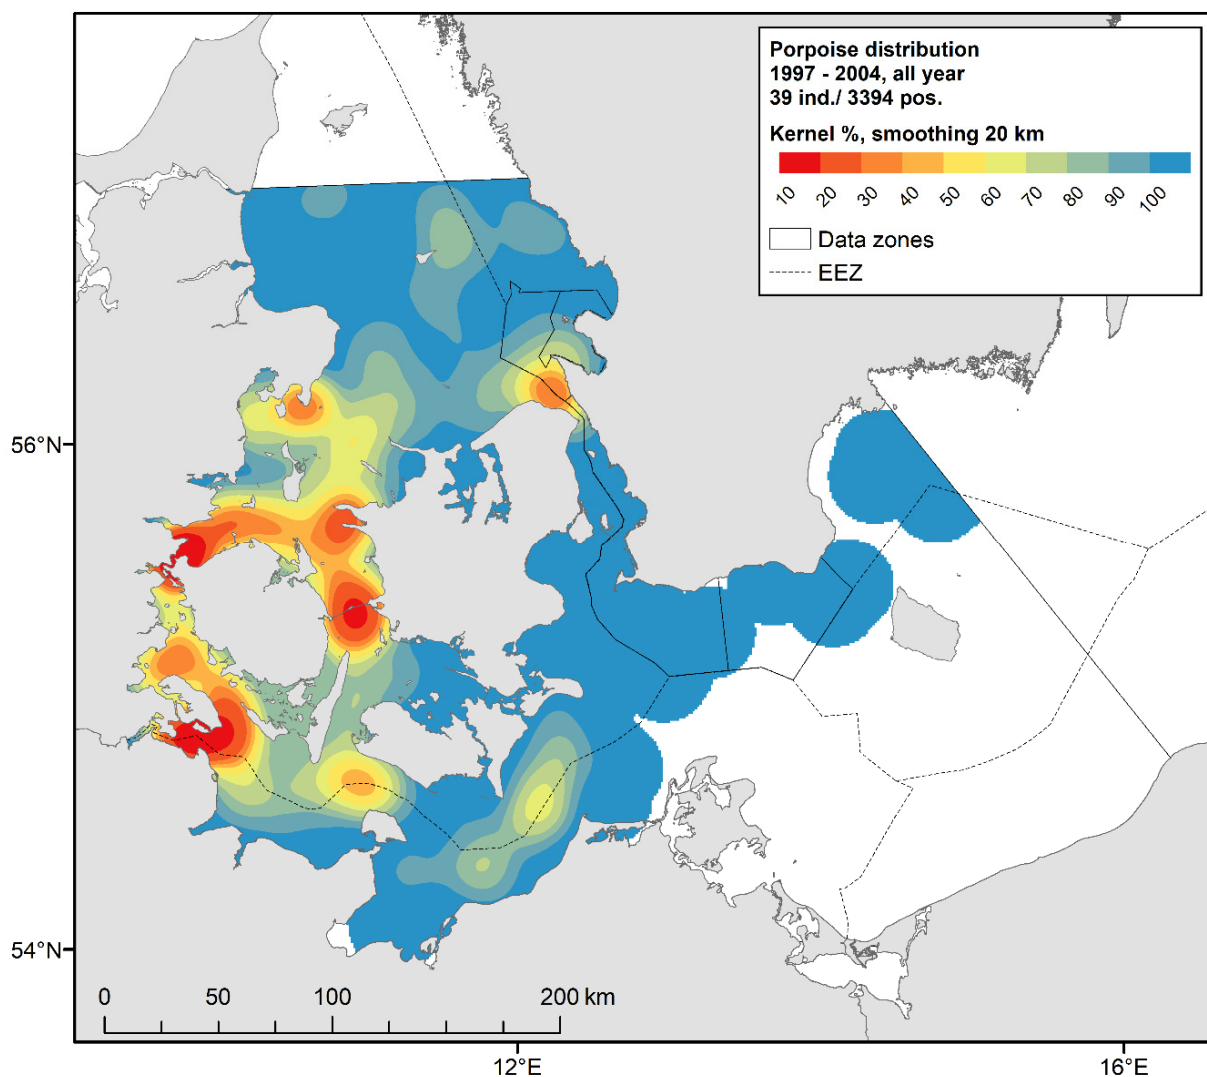 Porpoise distribution
1997 - 2004, all year
39 ind./ 3394 pos.
Kernel %, smoothing 20 km
10 20 30 40 50 60 70 80 90 100
Data zones
EEZ
56°N
54°N
0 50 100 200 km
12°E 16°E